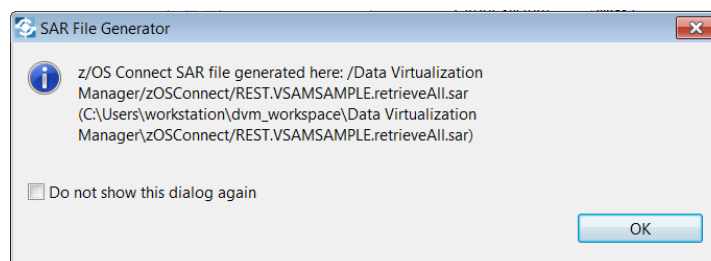 SAR File Generator
z/OS Connect SAR file generated here: /Data Virtualization
Manager/zOSConnect/REST.VSAMSAMPLE.retrieveAll.sar
(C:\Users\workstation\dvm_workspace\Data Virtualization
Manager\zOSConnect/REST.VSAMSAMPLE.retrieveAll.sar)
Do not show this dialog again
OK